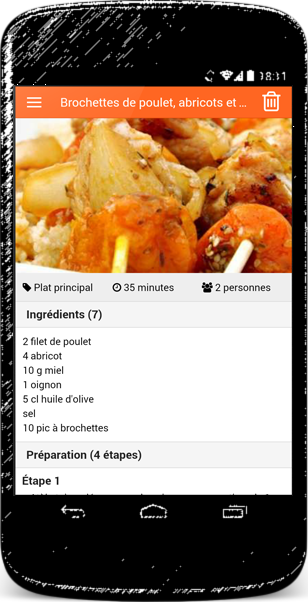 18:31
Brochettes de poulet, abricots et ...
Plat principal 35 minutes 2 personnes
Ingrédients (7)
2 filet de poulet
4 abricot
10 g miel
1 oignon
5 cl huile d'olive
sel
10 pic à brochettes
Préparation (4 étapes)
Étape 1